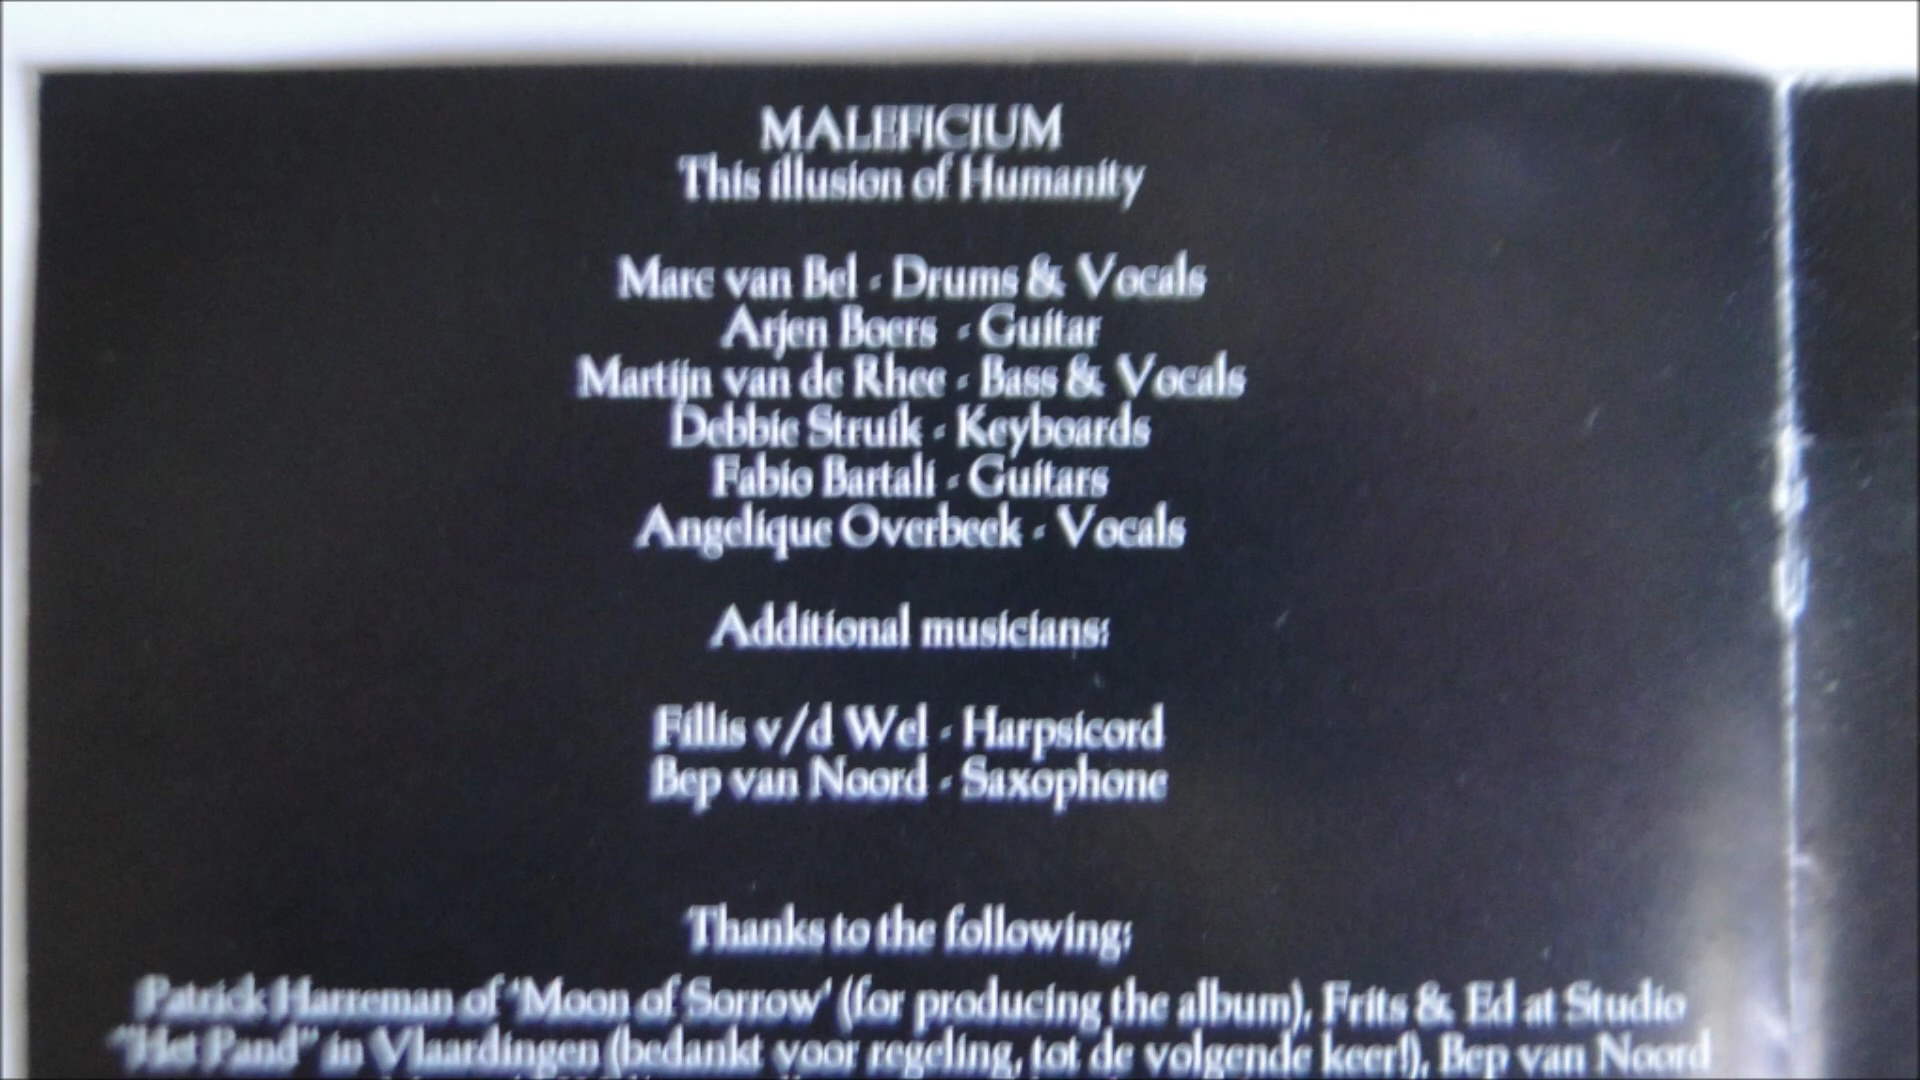 MALEFICIUM
This illusion of Humanity
Marc van Bel - Drums & Vocals
Arjen Boers - Guitar
Martijn van de Rhee - Bass & Vocals
Debbie Struik - Keyboards
Fabio Bartali - Guitars
Angelique Overbeek - Vocals
Additional musicians:
Fillis v/d Wel - Harpsicord
Bep van Noord - Saxophone
Thanks to the following:
Patrick Harreman of 'Moon of Sorrow' (for producing the album), Frits & Ed at Studio
"Het Pand" in Vlaardingen (bedankt voor regeling, tot de volgende keer!), Bep van Noord